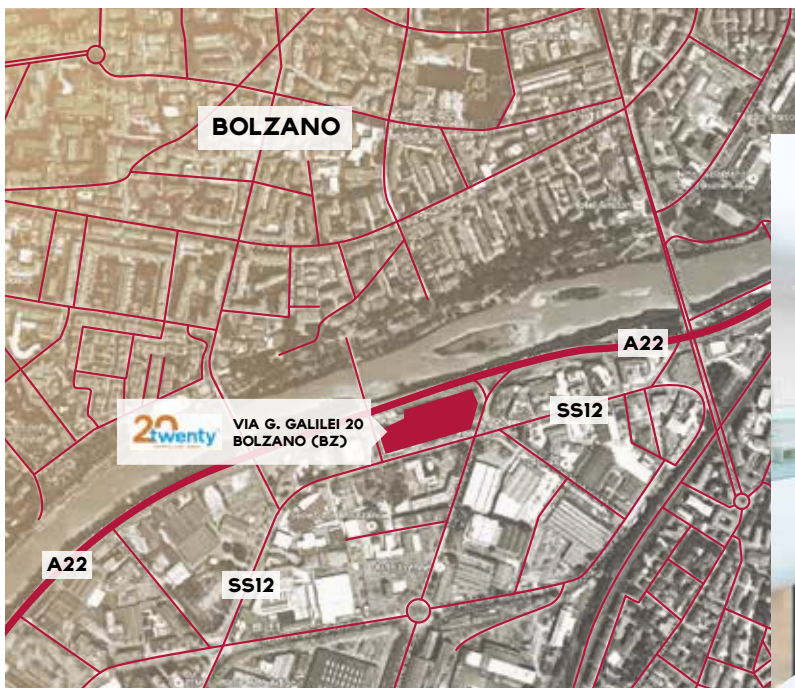 BOLZANO
A22
SS12
20
twenty
VIA G. GALILEI 20
BOLZANO (BZ)
A22
SS12